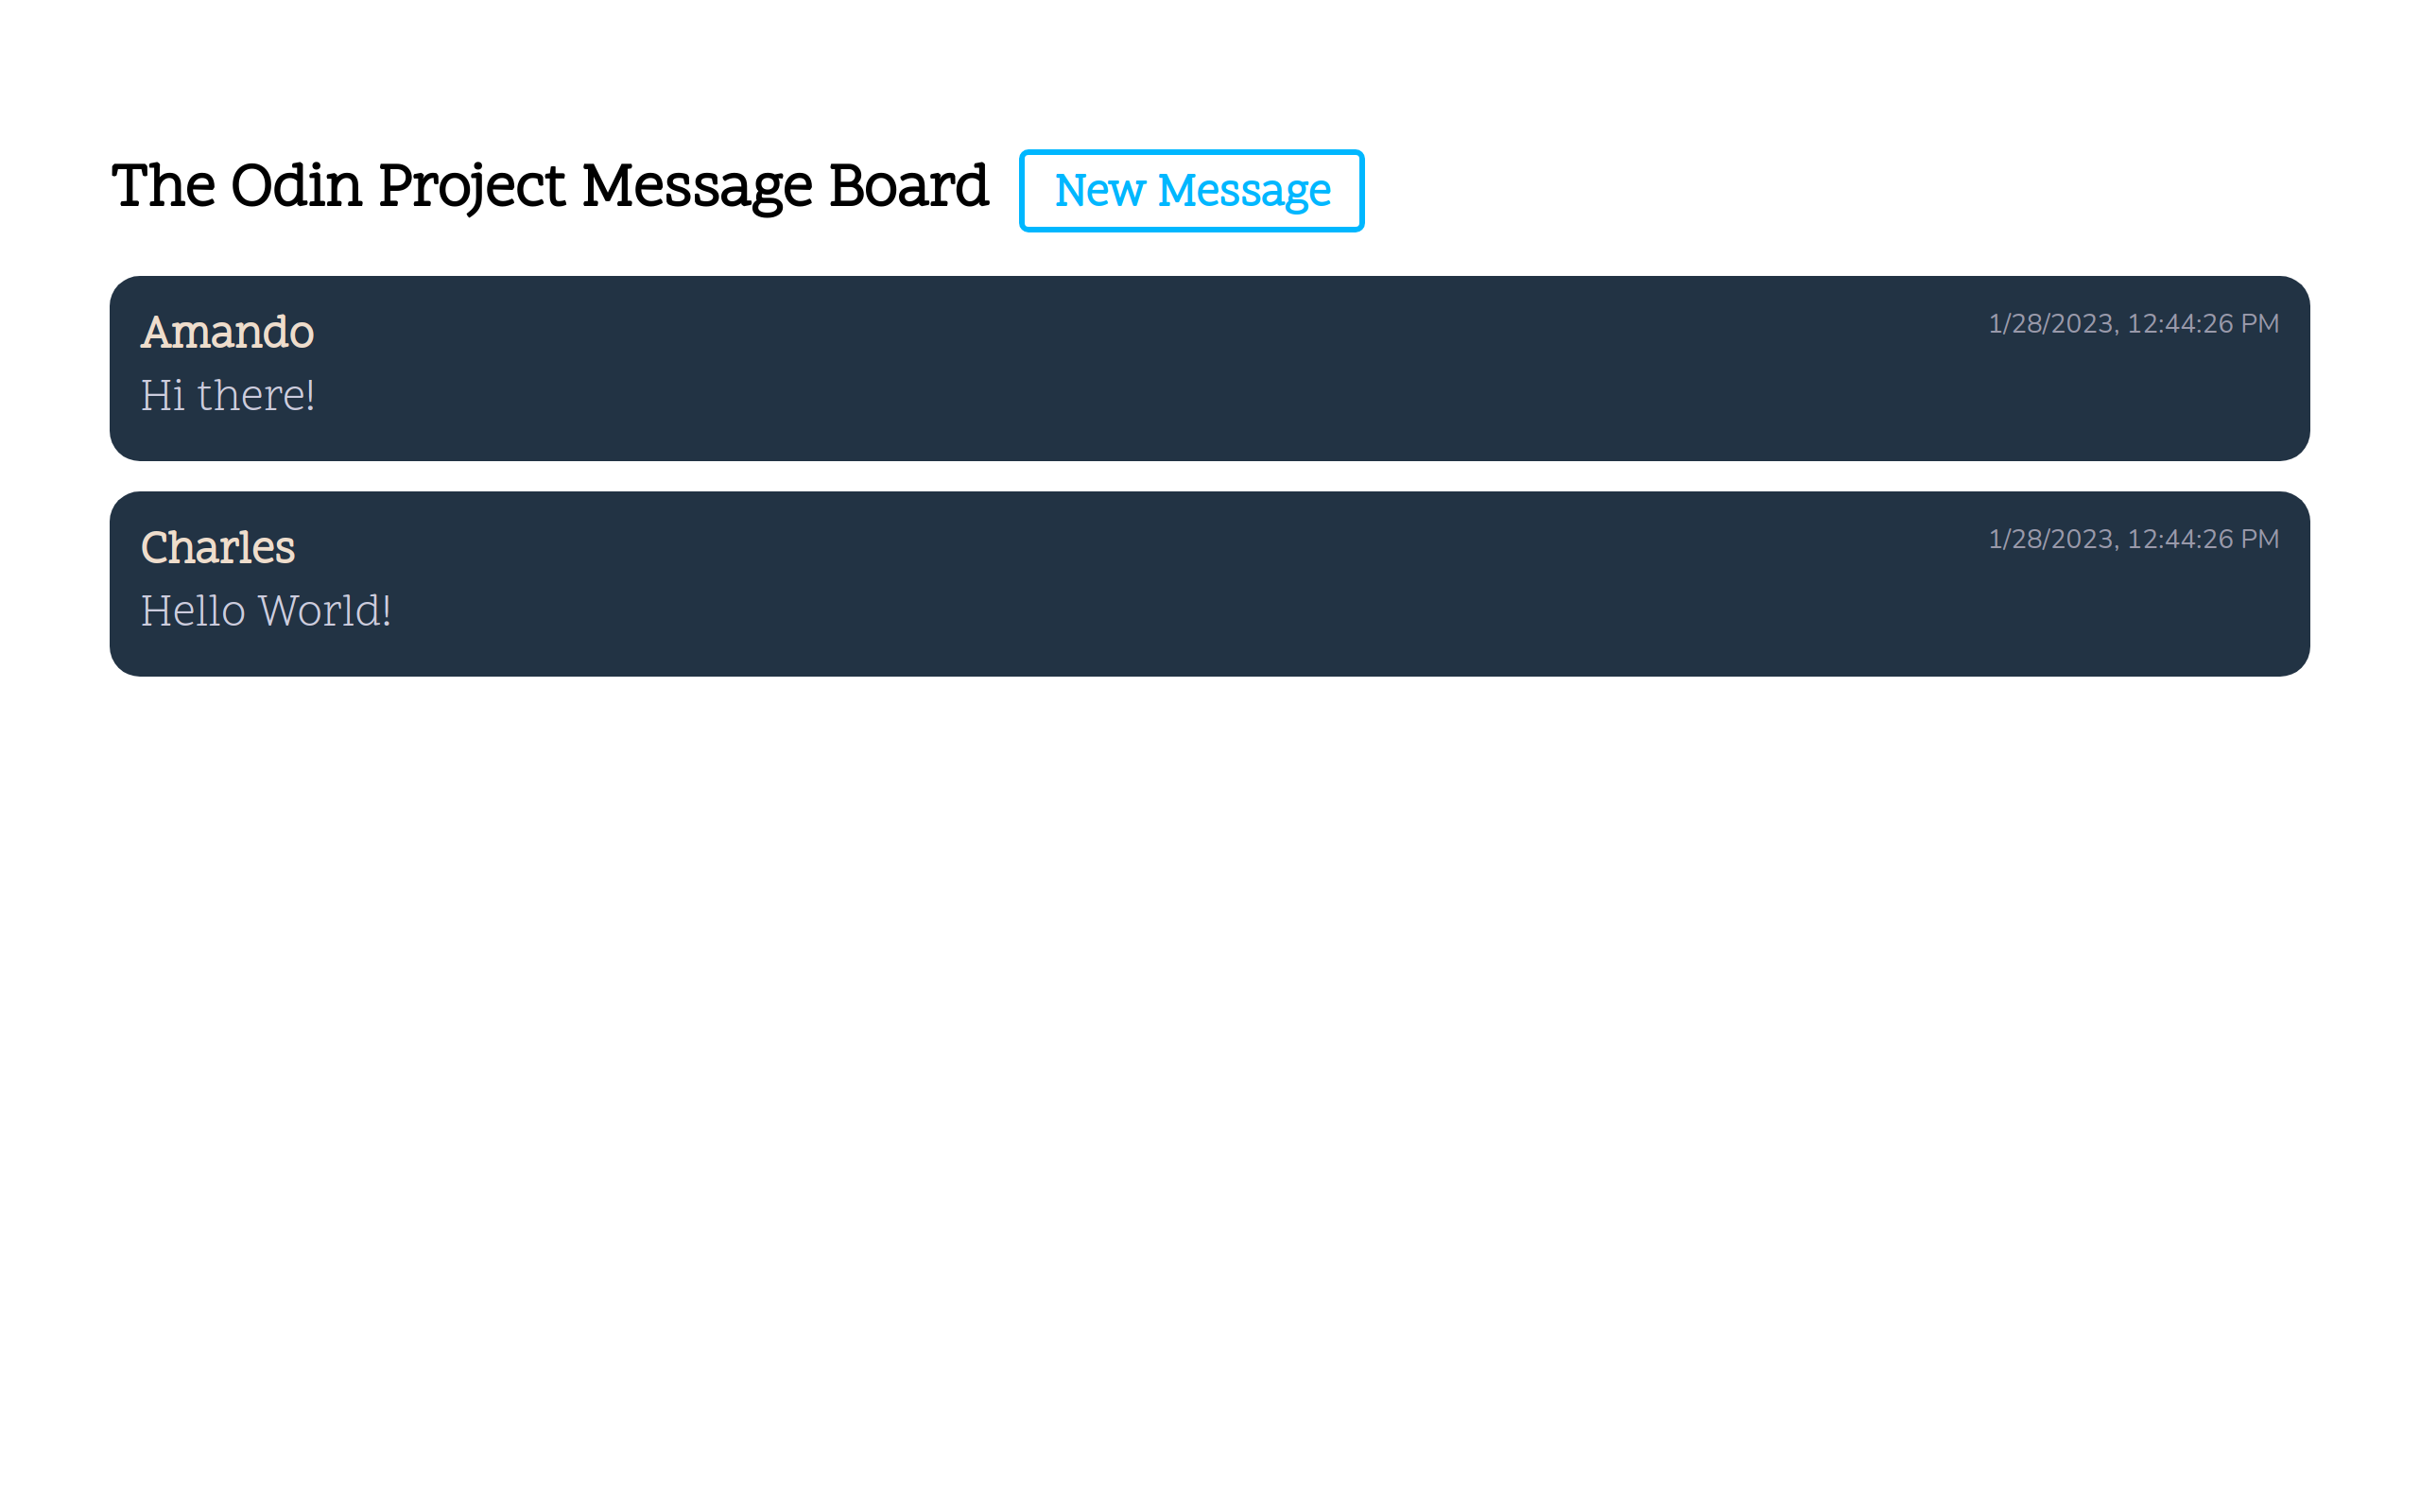 The Odin Project Message Board New Message
Amando 1/28/2023, 12:44:26 PM
Hi there!
Charles 1/28/2023, 12:44:26 PM
Hello World!